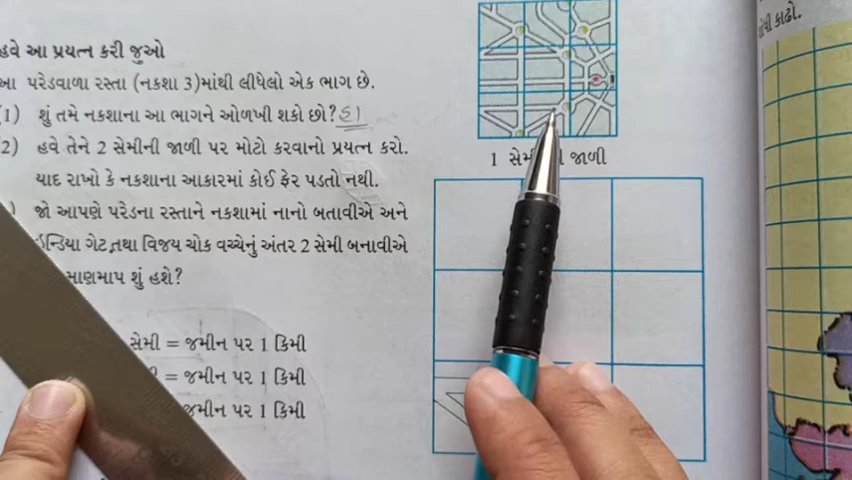 હવે આ પ્રયત્ન કરી જુઓ
આ પરેડવાળા રસ્તા (નકશા 3)માંથી લીધેલો એક ભાગ છે.
(1) શું તમે નકશાના આ ભાગને ઓળખી શકો છો? હા
(2) હવે તેને 2 સેમીની જાળી પર મોટો કરવાનો પ્રયત્ન કરો.
યાદ રાખો કે નકશાના આકારમાં કોઈ ફેર પડતો નથી.
જો આપણે પરેડના રસ્તાને નકશામાં નાનો બતાવીએ અને
ઇન્ડિયા ગેટ તથા વિજય ચોક વચ્ચેનું અંતર 2 સેમી બનાવીએ
શું હશે?
સેમી = જમીન પર 1 કિમી
= જમીન પર 1 કિમી
જમીન પર 1 કિમી
1 જાળી
કાઢો.